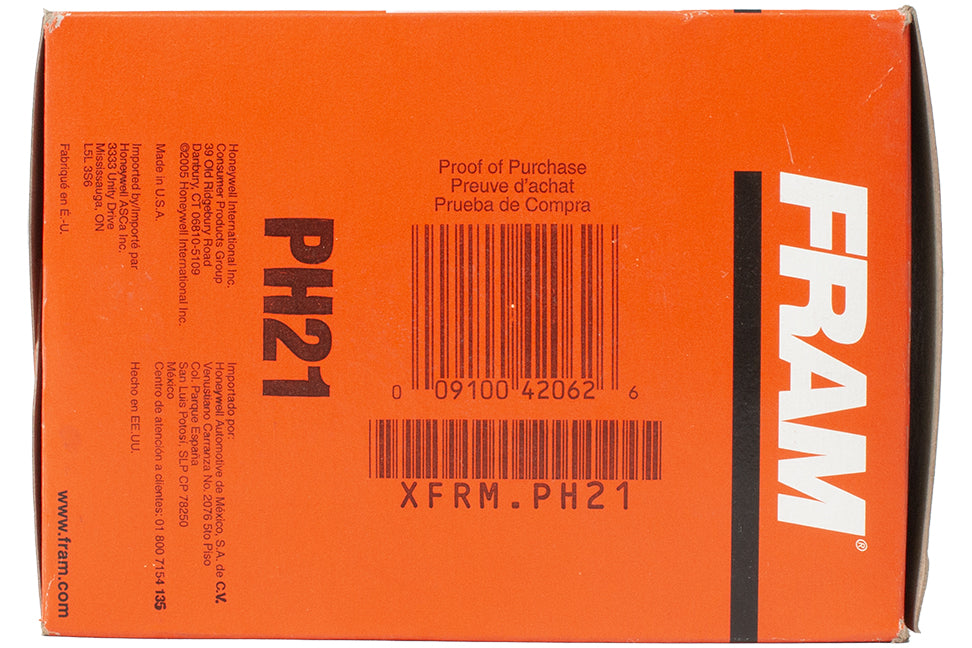 FRAM®
Proof of Purchase
Preuve d'achat
Prueba de Compra
0 09100 42062 6
XFRM.PH21
PH21
Honeywell International Inc.
Consumer Products Group
39 Old Ridgebury Road
Danbury, CT 06810-5109
©2005 Honeywell International Inc.
Made in U.S.A.
Imported by/Importé par
Honeywell ASCa Inc.
3333 Unity Drive
Mississauga, ON
L5L 3S6
Fabriqué en É.-U.
Importado por:
Honeywell Automotive de México, S.A. de C.V.
Venustiano Carranza No. 2076 5to Piso
Col. Parque España
San Luis Potosí, SLP CP 78250
México
Centro de atención a clientes: 01 800 7154 135
Hecho en EE.UU.
www.fram.com